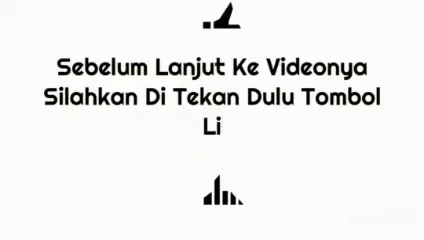 Sebelum Lanjut Ke Videonya
Silahkan Di Tekan Dulu Tombol
Li